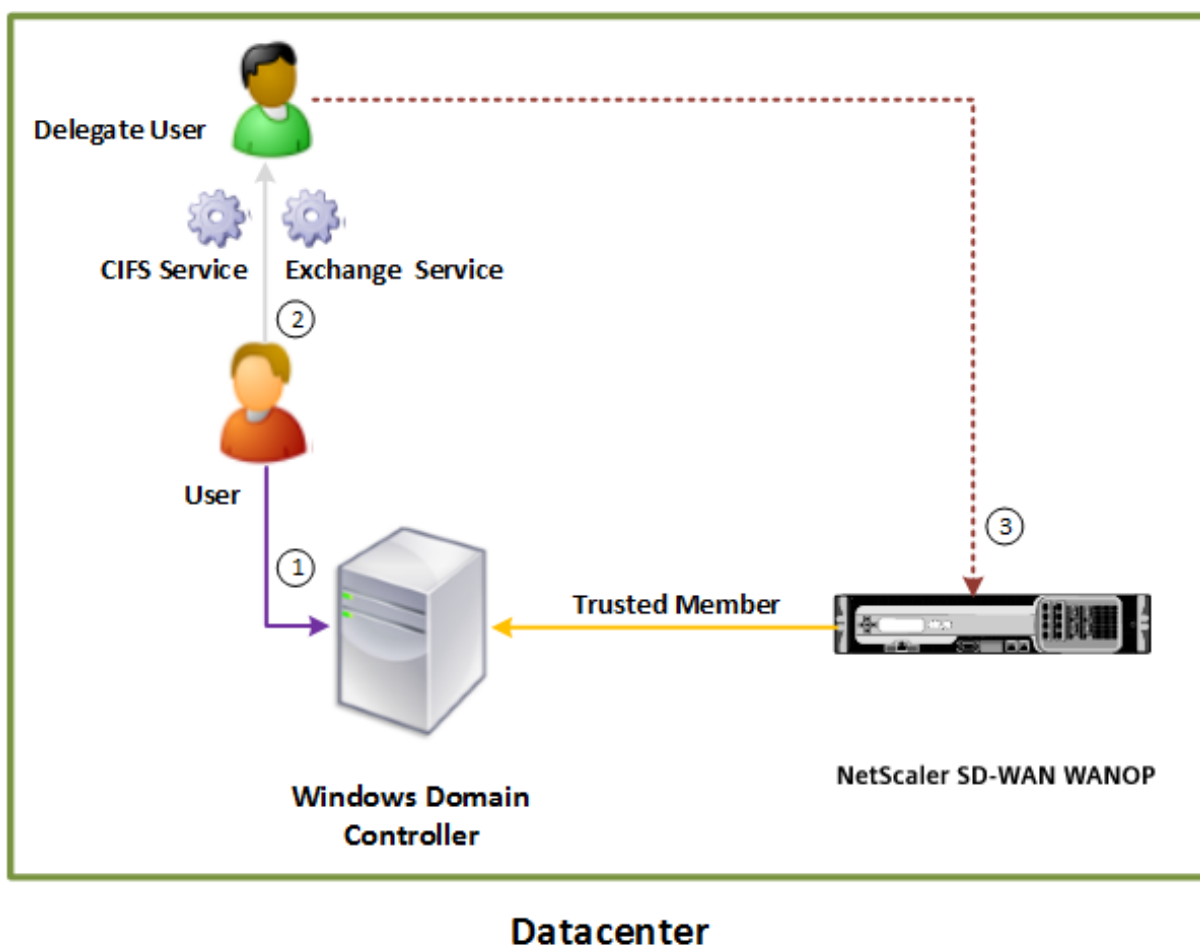 Delegate User
CIFS Service
Exchange Service
2
User
1
3
Trusted Member
NetScaler SD-WAN WANOP
Windows Domain
Controller
Datacenter